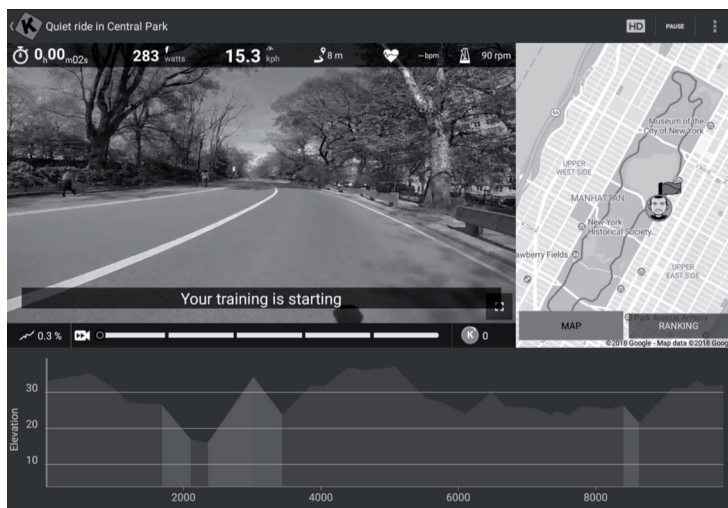 K
Quiet ride in Central Park
HD
PAUSE
0h00m02s
283 watts
15.3 kph
8 m
--bpm
90 rpm
Museum of the
City of New York
UPPER
WEST SIDE
MANHATTAN
New-York
Historical Society...
awberry Fields
UPPER
EAST SIDE
Park Avenue Armory
Your training is starting
MAP
RANKING
©2018 Google - Map data ©2018 Goog
0.3 %
K 0
Elevation
30
20
10
2000
4000
6000
8000